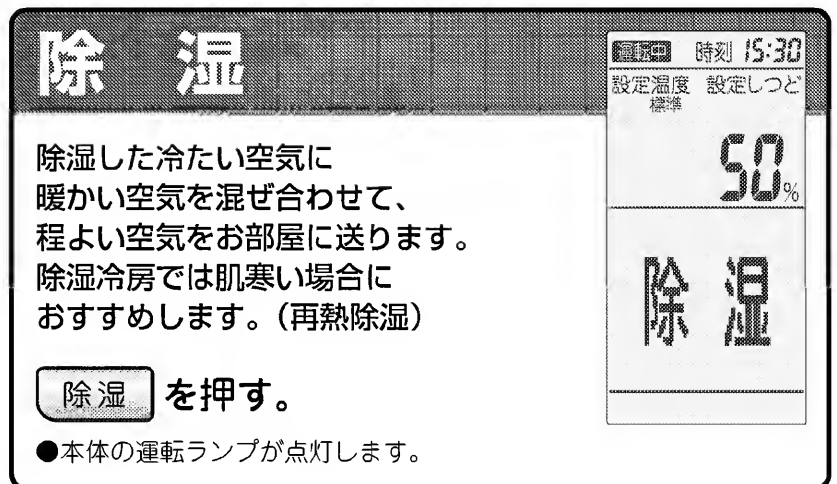 除湿
運転中 時刻 15:30
設定温度 設定しつど
標準
50%
除湿
除湿した冷たい空気に
暖かい空気を混ぜ合わせて、
程よい空気をお部屋に送ります。
除湿冷房では肌寒い場合に
おすすめします。(再熱除湿)
除湿 を押す。
●本体の運転ランプが点灯します。